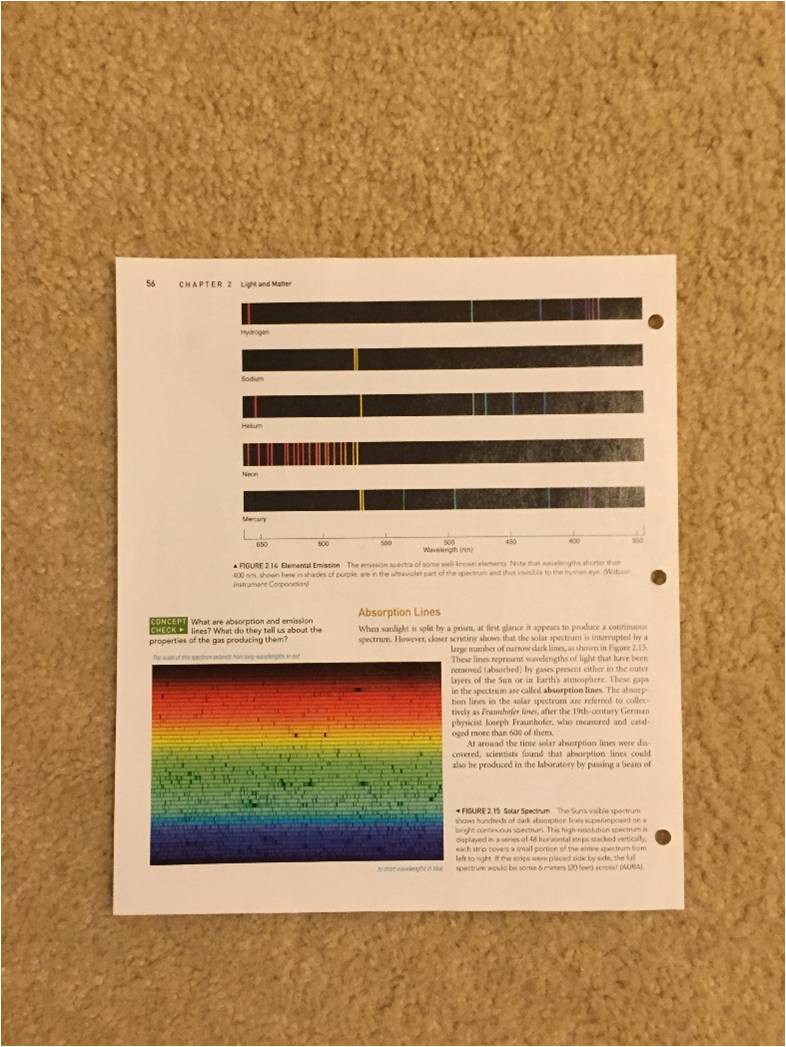 56 CHAPTER 2 Light and Matter
Hydrogen
Sodium
Helium
Neon
Mercury
650 600 550 500 450 400 350
Wavelength (nm)
▲ FIGURE 2.14 Elemental Emission The emission spectra of some well-known elements. Note that wavelengths shorter than
400 nm, shown here in shades of purple, are in the ultraviolet part of the spectrum and thus invisible to the human eye. (Wabash
Instrument Corporation)
CONCEPT CHECK ▶ What are absorption and emission
lines? What do they tell us about the
properties of the gas producing them?
The scale of this spectrum extends from long wavelengths in red ...
to short wavelengths in blue
Absorption Lines
When sunlight is split by a prism, at first glance it appears to produce a continuous
spectrum. However, closer scrutiny shows that the solar spectrum is interrupted by a
large number of narrow dark lines, as shown in Figure 2.15.
These lines represent wavelengths of light that have been
removed (absorbed) by gases present either in the outer
layers of the Sun or in Earth's atmosphere. These gaps
in the spectrum are called absorption lines. The absorp-
tion lines in the solar spectrum are referred to collec-
tively as Fraunhofer lines, after the 19th-century German
physicist Joseph Fraunhofer, who measured and catal-
oged more than 600 of them.
At around the time solar absorption lines were dis-
covered, scientists found that absorption lines could
also be produced in the laboratory by passing a beam of
◄ FIGURE 2.15 Solar Spectrum The Sun's visible spectrum
shows hundreds of dark absorption lines superimposed on a
bright continuous spectrum. This high-resolution spectrum is
displayed in a series of 48 horizontal strips stacked vertically;
each strip covers a small portion of the entire spectrum from
left to right. If the strips were placed side by side, the full
spectrum would be some 6 meters (20 feet) across! (AURA)